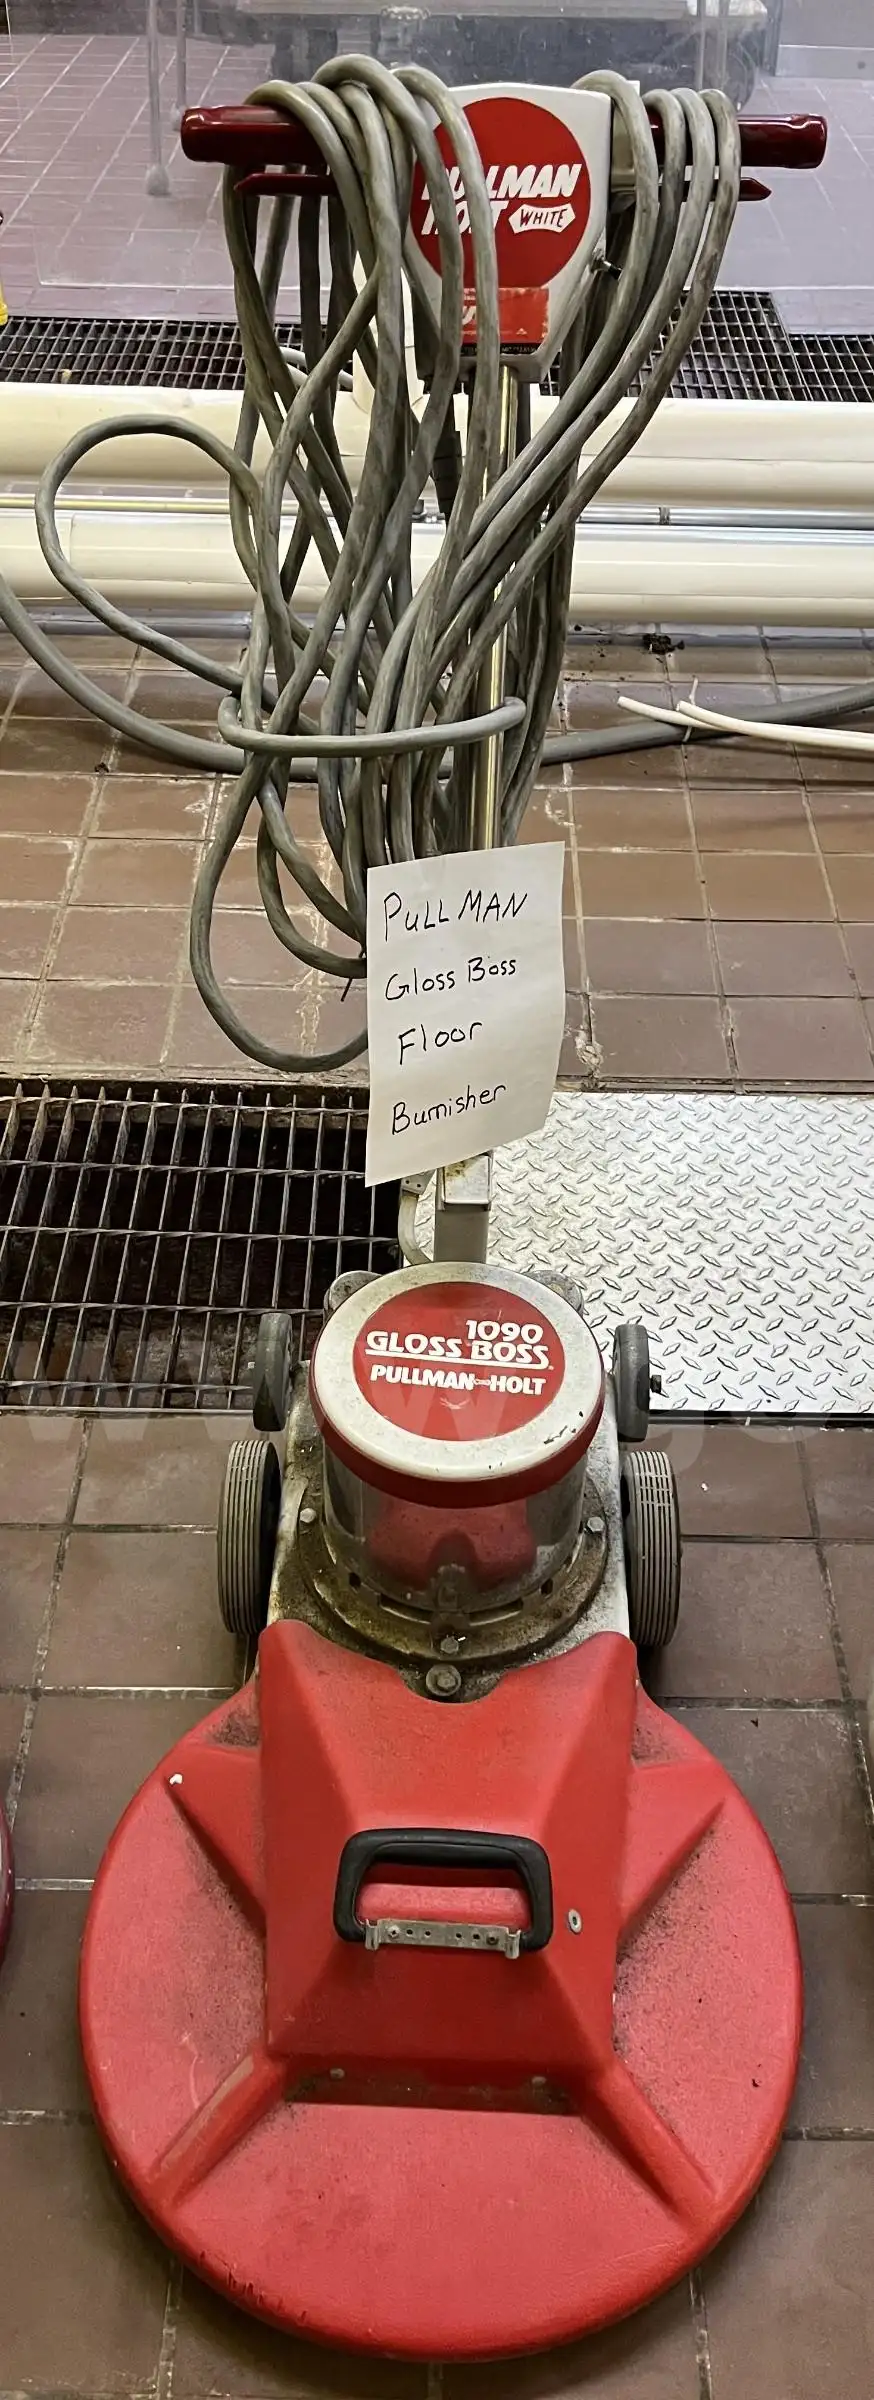 PULLMAN
HOLT WHITE
PULLMAN
Gloss Boss
Floor
Burnisher
1090
GLOSS BOSS
PULLMAN HOLT